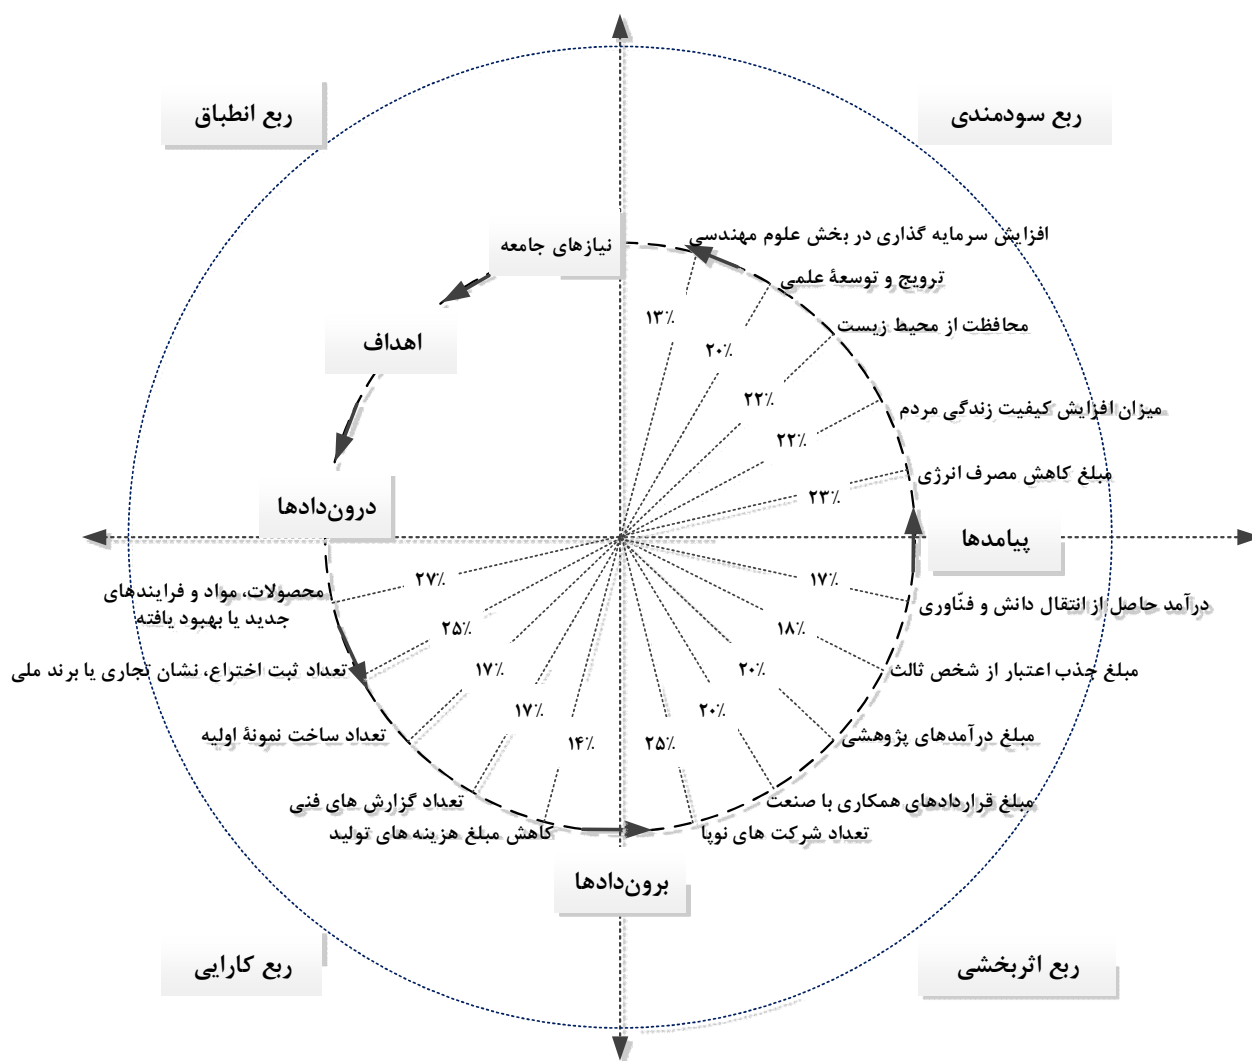 ربع سودمندی
ربع انطباق
افزایش سرمایه گذاری در بخش علوم مهندسی
نیازهای جامعه
ترویج و توسعۀ علمی
۱۳٪
محافظت از محیط زیست
۲۰٪
اهداف
۲۲٪
میزان افزایش کیفیت زندگی مردم
۲۲٪
مبلغ کاهش مصرف انرژی
۲۳٪
درون‌دادها
پیامدها
۱۷٪
۲۷٪
درآمد حاصل از انتقال دانش و فنّاوری
محصولات، مواد و فرایندهای
جدید یا بهبود یافته
۱۸٪
۲۵٪
مبلغ جذب اعتبار از شخص ثالث
۲۰٪
۱۷٪
تعداد ثبت اختراع، نشان تجاری یا برند ملی
۲۰٪
۱۷٪
مبلغ درآمدهای پژوهشی
تعداد ساخت نمونۀ اولیه
۲۵٪
۱۴٪
مبلغ قراردادهای همکاری با صنعت
تعداد گزارش های فنی
تعداد شرکت های نوپا
کاهش مبلغ هزینه های تولید
برون‌دادها
ربع اثربخشی
ربع کارایی